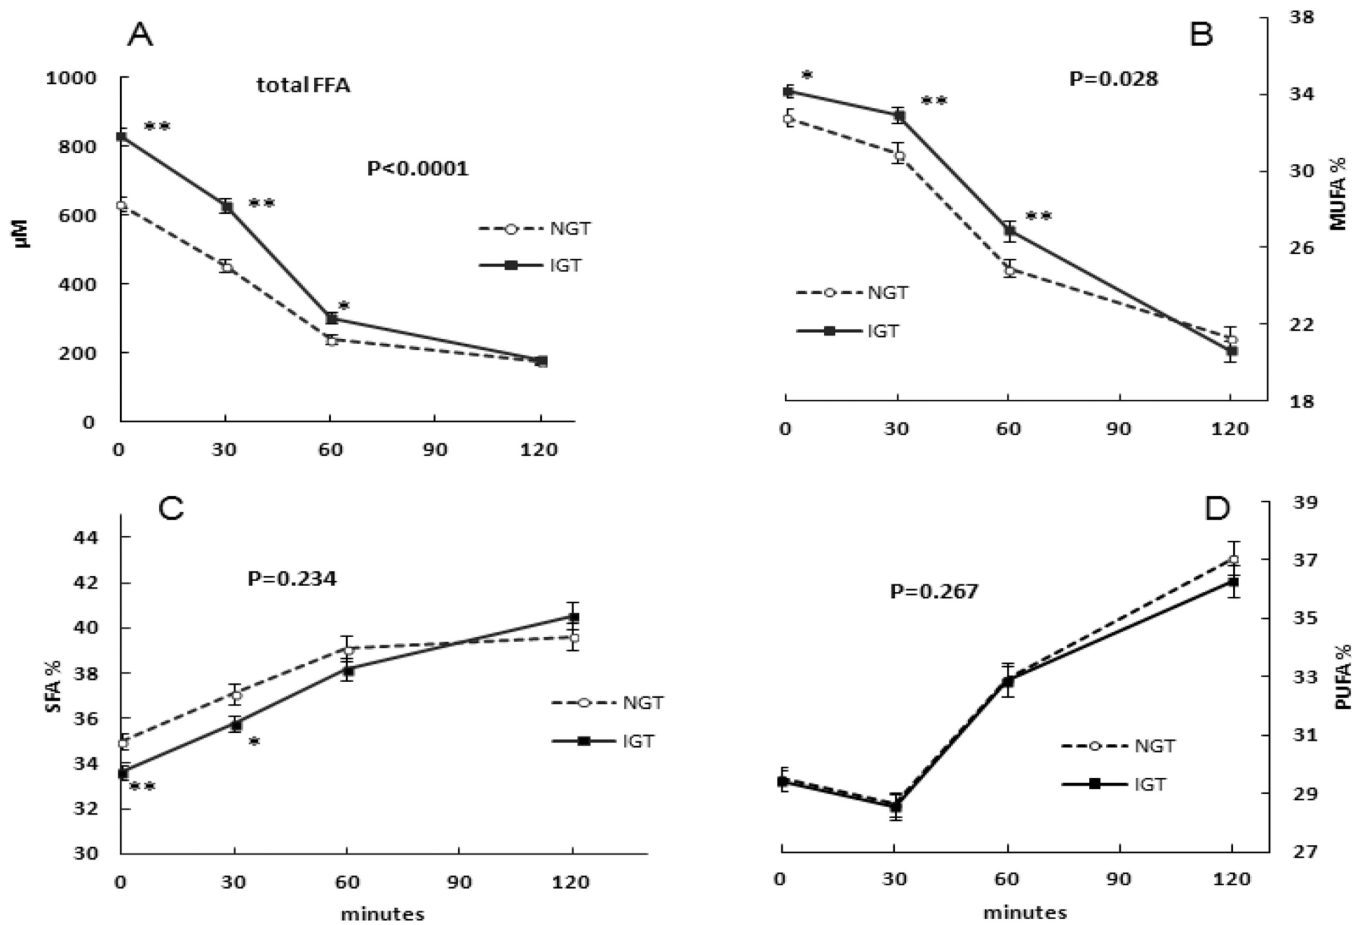 A
total FFA
P<0.0001
**
**
*
µM
1000
800
600
400
200
0
0 30 60 90 120
NGT
IGT
B
P=0.028
*
**
**
MUFA %
38
34
30
26
22
18
0 30 60 90 120
NGT
IGT
C
P=0.234
**
*
SFA %
44
42
40
38
36
34
32
30
0 30 60 90 120
minutes
NGT
IGT
D
P=0.267
PUFA %
39
37
35
33
31
29
27
0 30 60 90 120
minutes
NGT
IGT